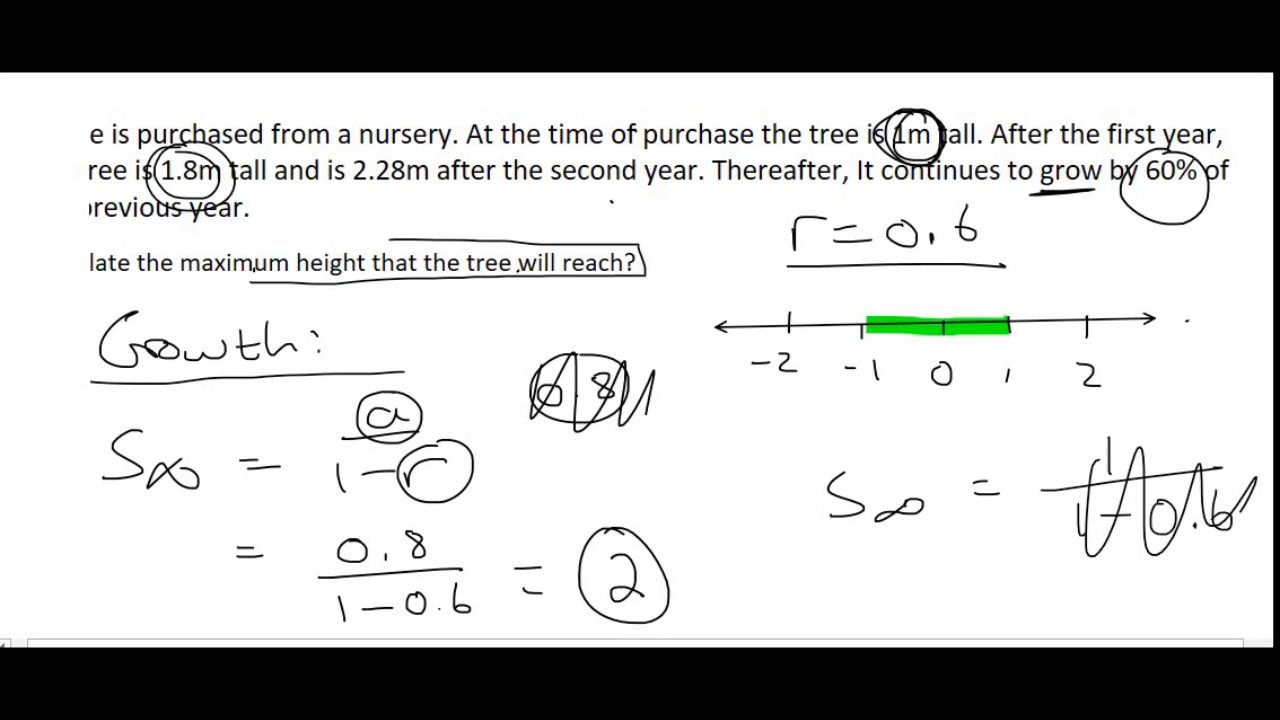 e is purchased from a nursery. At the time of purchase the tree is 1m tall. After the first year,
ree is 1.8m tall and is 2.28m after the second year. Thereafter, It continues to grow by 60% of
previous year.
r = 0.6
late the maximum height that the tree will reach?
Growth:
-2 -1 0 1 2
0.8
S∞ = a / 1-r
S∞ = 1 / 1-0.6
= 0.8 / 1-0.6 = 2